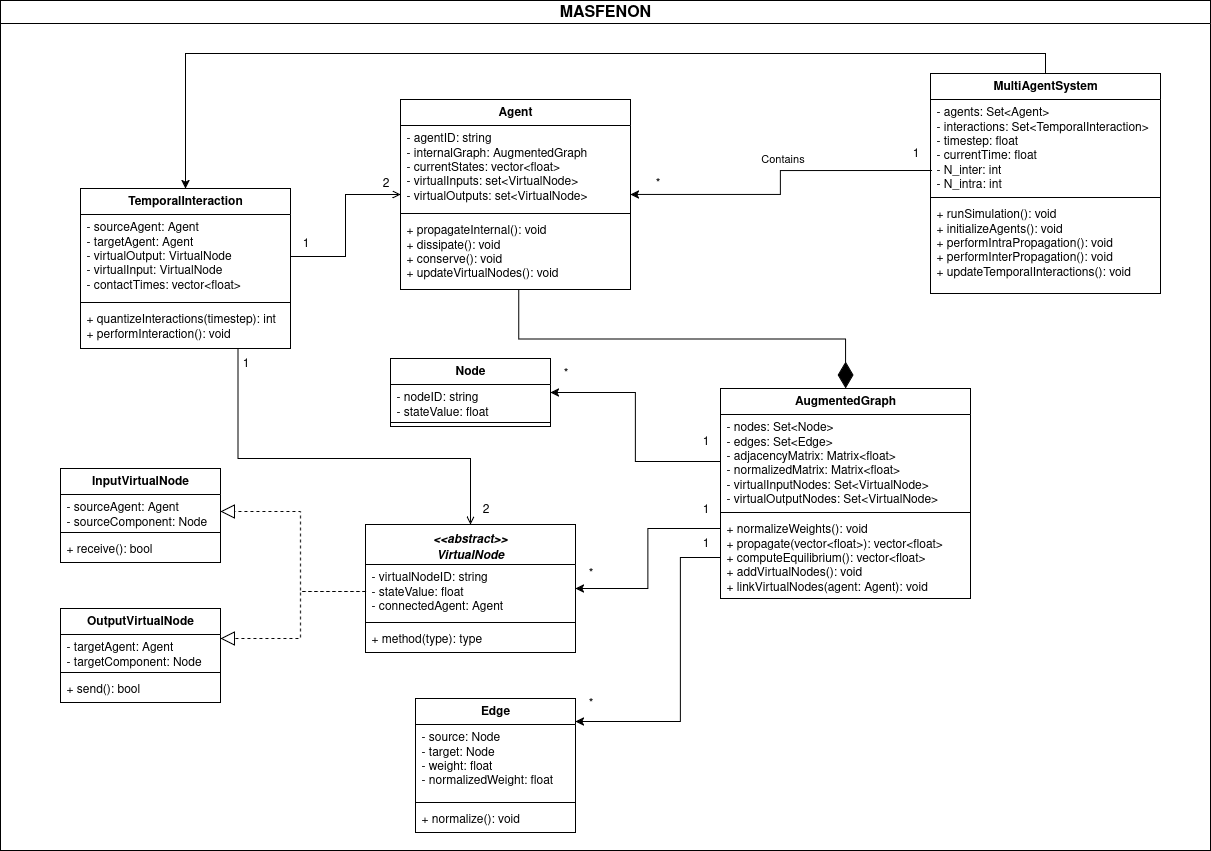 MASFENON
MultiAgentSystem
- agents: Set<Agent>
- interactions: Set<TemporalInteraction>
- timestep: float
- currentTime: float
- N_inter: int
- N_intra: int
+ runSimulation(): void
+ initializeAgents(): void
+ performIntraPropagation(): void
+ performInterPropagation(): void
+ updateTemporalInteractions(): void
1
Contains
*
Agent
- agentID: string
- internalGraph: AugmentedGraph
- currentStates: vector<float>
- virtualInputs: set<VirtualNode>
- virtualOutputs: set<VirtualNode>
+ propagateInternal(): void
+ dissipate(): void
+ conserve(): void
+ updateVirtualNodes(): void
2
1
TemporalInteraction
- sourceAgent: Agent
- targetAgent: Agent
- virtualOutput: VirtualNode
- virtualInput: VirtualNode
- contactTimes: vector<float>
+ quantizeInteractions(timestep): int
+ performInteraction(): void
1
Node
- nodeID: string
- stateValue: float
*
AugmentedGraph
- nodes: Set<Node>
- edges: Set<Edge>
- adjacencyMatrix: Matrix<float>
- normalizedMatrix: Matrix<float>
- virtualInputNodes: Set<VirtualNode>
- virtualOutputNodes: Set<VirtualNode>
+ normalizeWeights(): void
+ propagate(vector<float>): vector<float>
+ computeEquilibrium(): vector<float>
+ addVirtualNodes(): void
+ linkVirtualNodes(agent: Agent): void
1
1
1
InputVirtualNode
- sourceAgent: Agent
- sourceComponent: Node
+ receive(): bool
2
<<abstract>>
VirtualNode
- virtualNodeID: string
- stateValue: float
- connectedAgent: Agent
+ method(type): type
*
OutputVirtualNode
- targetAgent: Agent
- targetComponent: Node
+ send(): bool
Edge
- source: Node
- target: Node
- weight: float
- normalizedWeight: float
+ normalize(): void
*